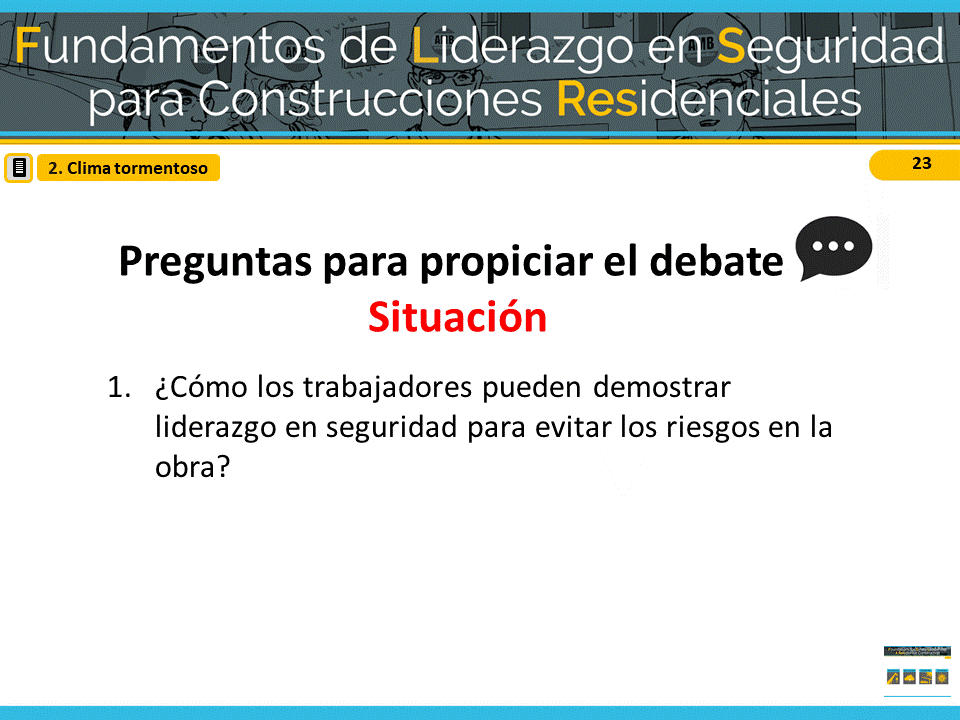 Fundamentos de Liderazgo en Seguridad
para Construcciones Residenciales
2. Clima tormentoso
23
Preguntas para propiciar el debate
Situación
1. ¿Cómo los trabajadores pueden demostrar
liderazgo en seguridad para evitar los riesgos en la
obra?